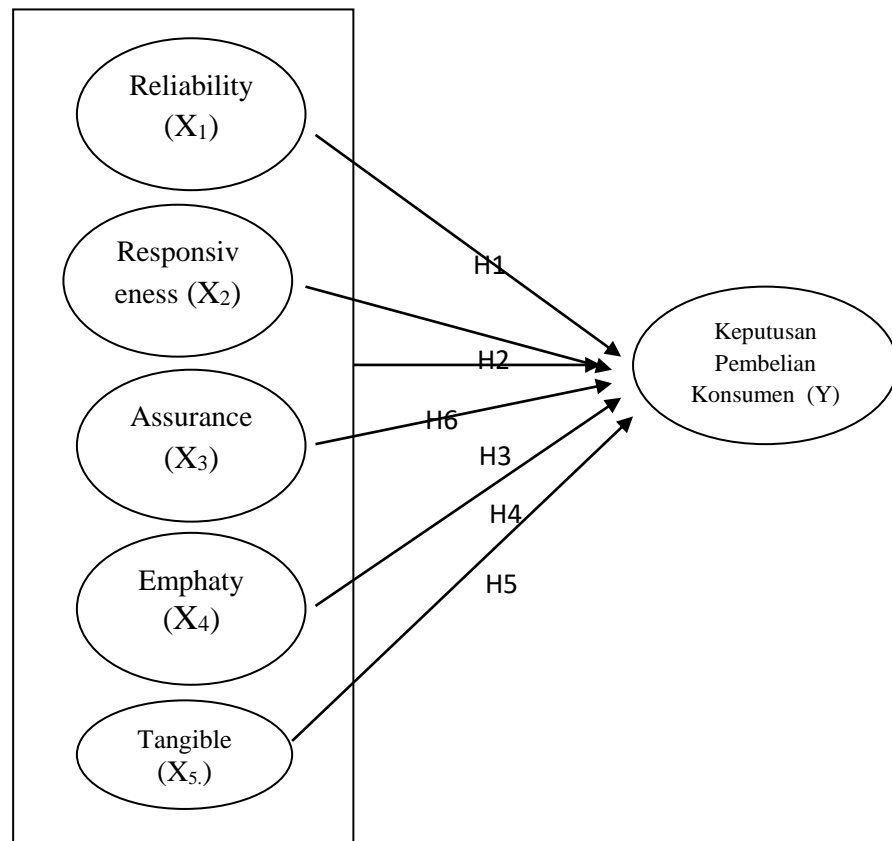 Reliability
(X₁)
Responsiv
eness (X₂)
Assurance
(X₃)
Emphaty
(X₄)
Tangible
(X₅.)
H1
H2
H6
H3
H4
H5
Keputusan
Pembelian
Konsumen (Y)